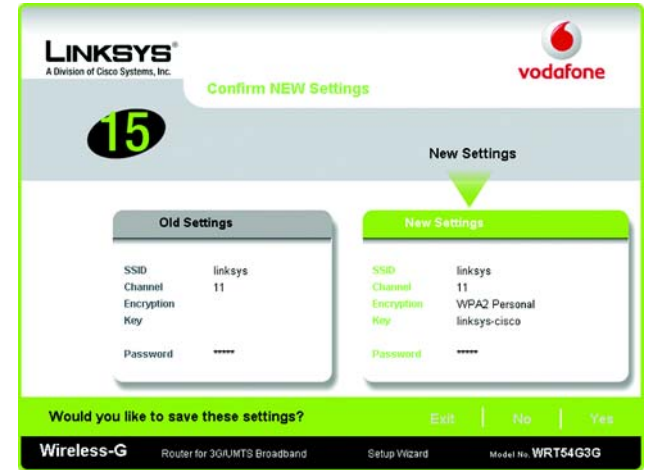 LINKSYS®
A Division of Cisco Systems, Inc.
vodafone
Confirm NEW Settings
15
New Settings
Old Settings
SSID linksys
Channel 11
Encryption
Key
Password *****
New Settings
SSID linksys
Channel 11
Encryption WPA2 Personal
Key linksys-cisco
Password *****
Would you like to save these settings? Exit | No | Yes
Wireless-G Router for 3G/UMTS Broadband Setup Wizard Model No. WRT54G3G